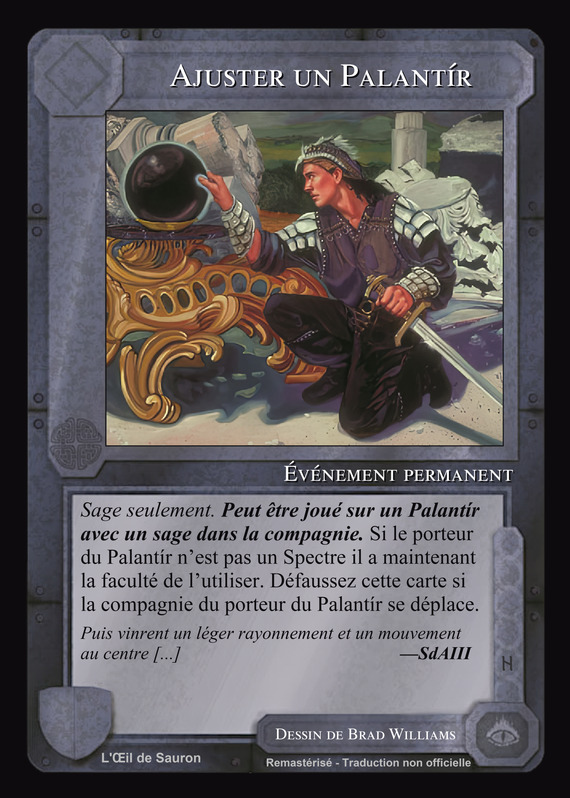 Ajuster un Palantír
Événement permanent
Sage seulement. Peut être joué sur un Palantír
avec un sage dans la compagnie. Si le porteur
du Palantír n’est pas un Spectre il a maintenant
la faculté de l’utiliser. Défaussez cette carte si
la compagnie du porteur du Palantír se déplace.
Puis vinrent un léger rayonnement et un mouvement
au centre [...] —SdAIII
Dessin de Brad Williams
L'Œil de Sauron
Remastérisé - Traduction non officielle